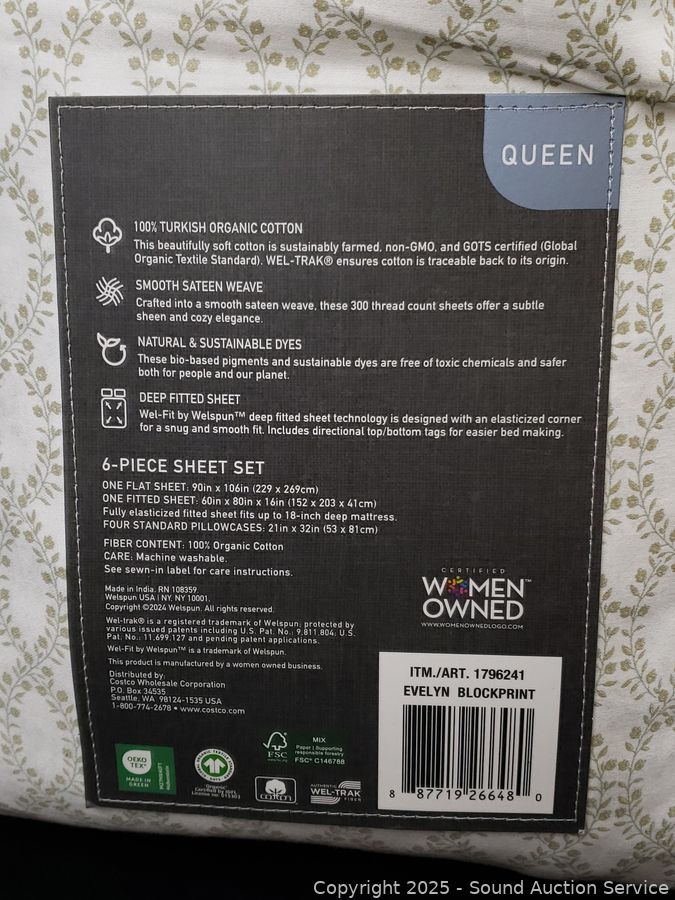 QUEEN
100% TURKISH ORGANIC COTTON
This beautifully soft cotton is sustainably farmed, non-GMO, and GOTS certified (Global
Organic Textile Standard). WEL-TRAK® ensures cotton is traceable back to its origin.
SMOOTH SATEEN WEAVE
Crafted into a smooth sateen weave, these 300 thread count sheets offer a subtle
sheen and cozy elegance.
NATURAL & SUSTAINABLE DYES
These bio-based pigments and sustainable dyes are free of toxic chemicals and safer
both for people and our planet.
DEEP FITTED SHEET
Wel-Fit by Welspun™ deep fitted sheet technology is designed with an elasticized corner
for a snug and smooth fit. Includes directional top/bottom tags for easier bed making.
6-PIECE SHEET SET
ONE FLAT SHEET: 90in x 106in (229 x 269cm)
ONE FITTED SHEET: 60in x 80in x 16in (152 x 203 x 41cm)
Fully elasticized fitted sheet fits up to 18-inch deep mattress.
FOUR STANDARD PILLOWCASES: 21in x 32in (53 x 81cm)
FIBER CONTENT: 100% Organic Cotton
CARE: Machine washable.
See sewn-in label for care instructions.
Made in India. RN 108359
Welspun USA | NY, NY 10001.
Copyright ©2024 Welspun. All rights reserved.
Wel-trak® is a registered trademark of Welspun; protected by
various issued patents including U.S. Pat. No.: 9,811,804, U.S.
Pat. No.: 11,699,127 and pending patent applications.
Wel-Fit by Welspun™ is a trademark of Welspun.
This product is manufactured by a women owned business.
Distributed by:
Costco Wholesale Corporation
P.O. Box 34535
Seattle, WA 98124-1535 USA
1-800-774-2678 • www.costco.com
CERTIFIED
WOMEN™
OWNED
WWW.WOMENOWNEDLOGO.COM
ITM./ART. 1796241
EVELYN BLOCKPRINT
8 87719 26648 0
OEKO
TEX®
MADE IN
GREEN
FSC
MIX
Paper | Supporting
responsible forestry
FSC® C146788
Organic
COTTON
AUTHENTIC
WEL-TRAK
FIBER
Copyright 2025 - Sound Auction Service